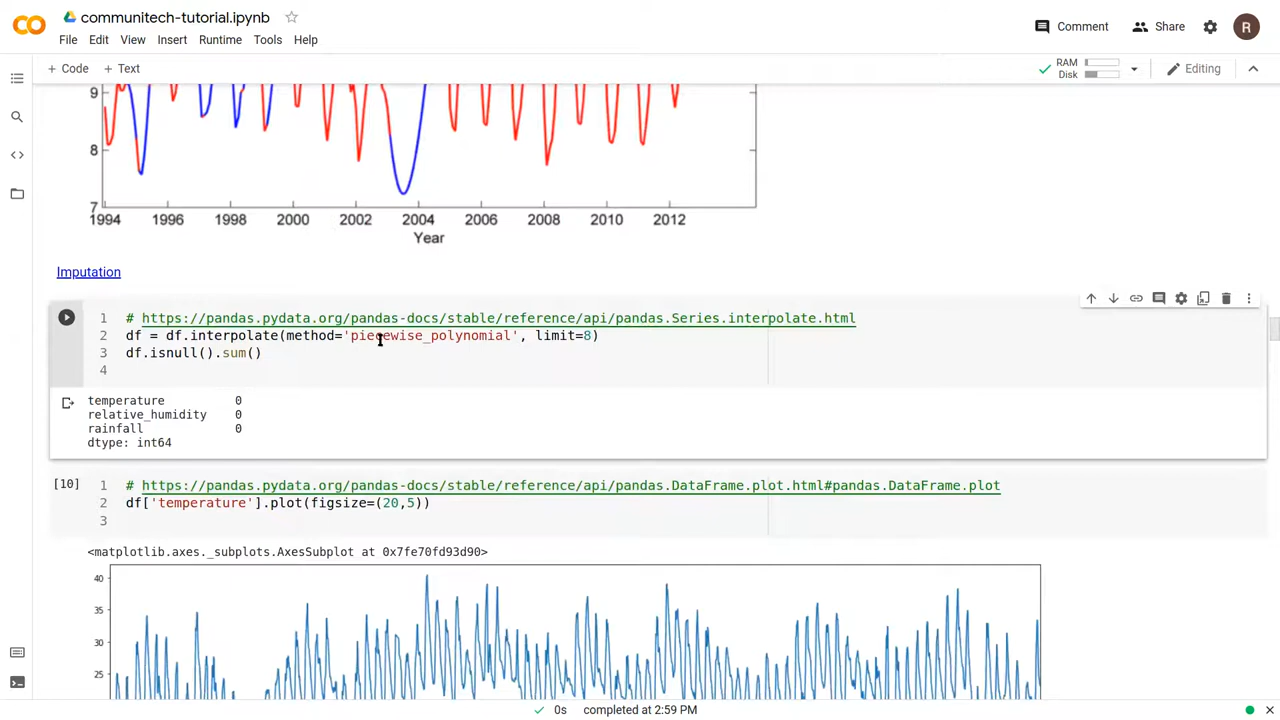 communitech-tutorial.ipynb
File Edit View Insert Runtime Tools Help
Comment Share R
+ Code + Text
RAM
Disk
Editing
9
8
7
1994 1996 1998 2000 2002 2004 2006 2008 2010 2012
Year
Imputation
1 # https://pandas.pydata.org/pandas-docs/stable/reference/api/pandas.Series.interpolate.html
2 df = df.interpolate(method='piecewise_polynomial', limit=8)
3 df.isnull().sum()
4
temperature 0
relative_humidity 0
rainfall 0
dtype: int64
[10] 1 # https://pandas.pydata.org/pandas-docs/stable/reference/api/pandas.DataFrame.plot.html#pandas.DataFrame.plot
2 df['temperature'].plot(figsize=(20,5))
3
<matplotlib.axes._subplots.AxesSubplot at 0x7fe70fd93d90>
40
35
30
25
0s completed at 2:59 PM